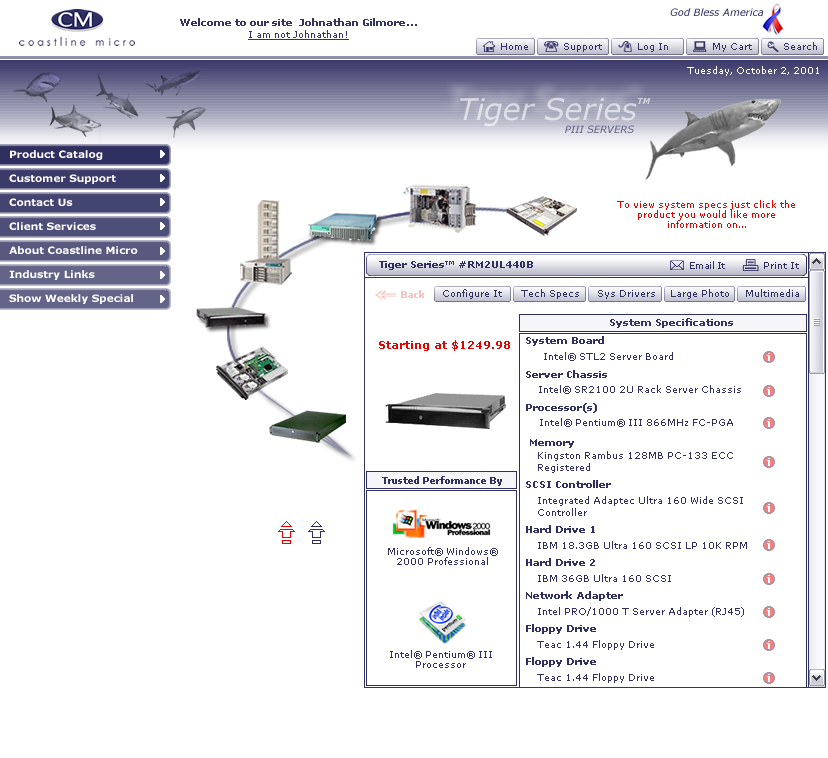 CM
coastline micro
Welcome to our site Johnathan Gilmore...
I am not Johnathan!
God Bless America
Home
Support
Log In
My Cart
Search
Tuesday, October 2, 2001
Tiger Series™
PIII SERVERS
Product Catalog
Customer Support
Contact Us
Client Services
About Coastline Micro
Industry Links
Show Weekly Special
To view system specs just click the
product you would like more
information on...
Tiger Series™ #RM2UL440B
Email It
Print It
Back
Configure It
Tech Specs
Sys Drivers
Large Photo
Multimedia
Starting at $1249.98
Trusted Performance By
Microsoft
Windows 2000
Professional
Microsoft® Windows®
2000 Professional
pentium III
Intel® Pentium® III
Processor
System Specifications
System Board
Intel® STL2 Server Board
Server Chassis
Intel® SR2100 2U Rack Server Chassis
Processor(s)
Intel® Pentium® III 866MHz FC-PGA
Memory
Kingston Rambus 128MB PC-133 ECC
Registered
SCSI Controller
Integrated Adaptec Ultra 160 Wide SCSI
Controller
Hard Drive 1
IBM 18.3GB Ultra 160 SCSI LP 10K RPM
Hard Drive 2
IBM 36GB Ultra 160 SCSI
Network Adapter
Intel PRO/1000 T Server Adapter (RJ45)
Floppy Drive
Teac 1.44 Floppy Drive
Floppy Drive
Teac 1.44 Floppy Drive